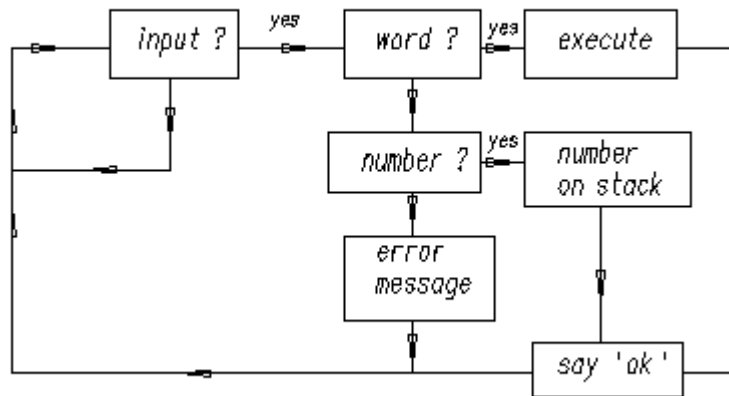 input ?
yes
word ?
yes
execute
number ?
yes
number
on stack
error
message
say 'ok'